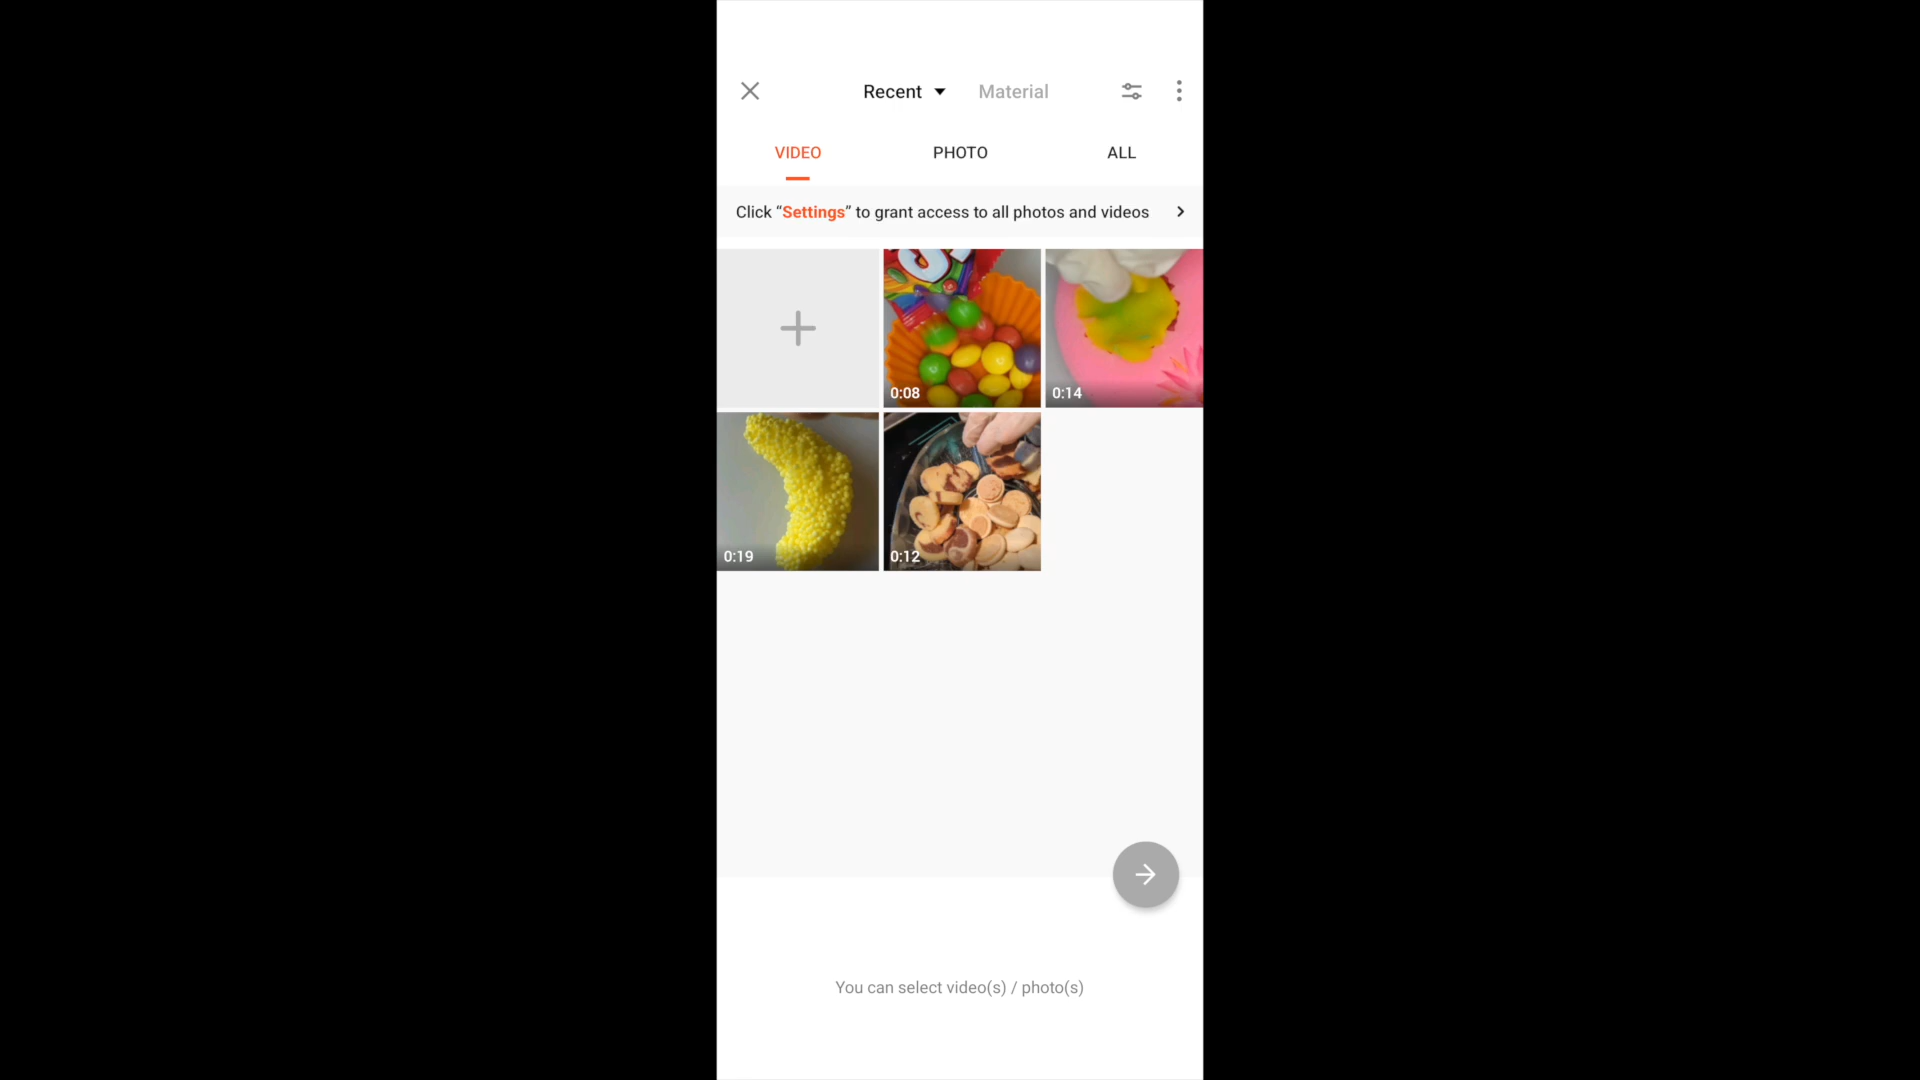 Recent Material
VIDEO PHOTO ALL
Click “Settings” to grant access to all photos and videos
0:08 0:14
0:19 0:12
You can select video(s) / photo(s)